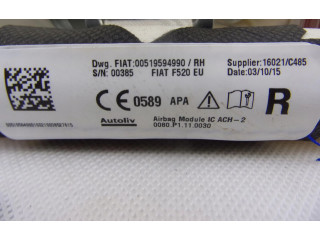 Dwg. FIAT:00519594990 / RH Supplier:16021/C485
S/N: 00385 FIAT F520 EU Date:03/10/15
CE 0589 APA R
Autoliv Airbag Module IC ACH-2
0060.P1.11.0030